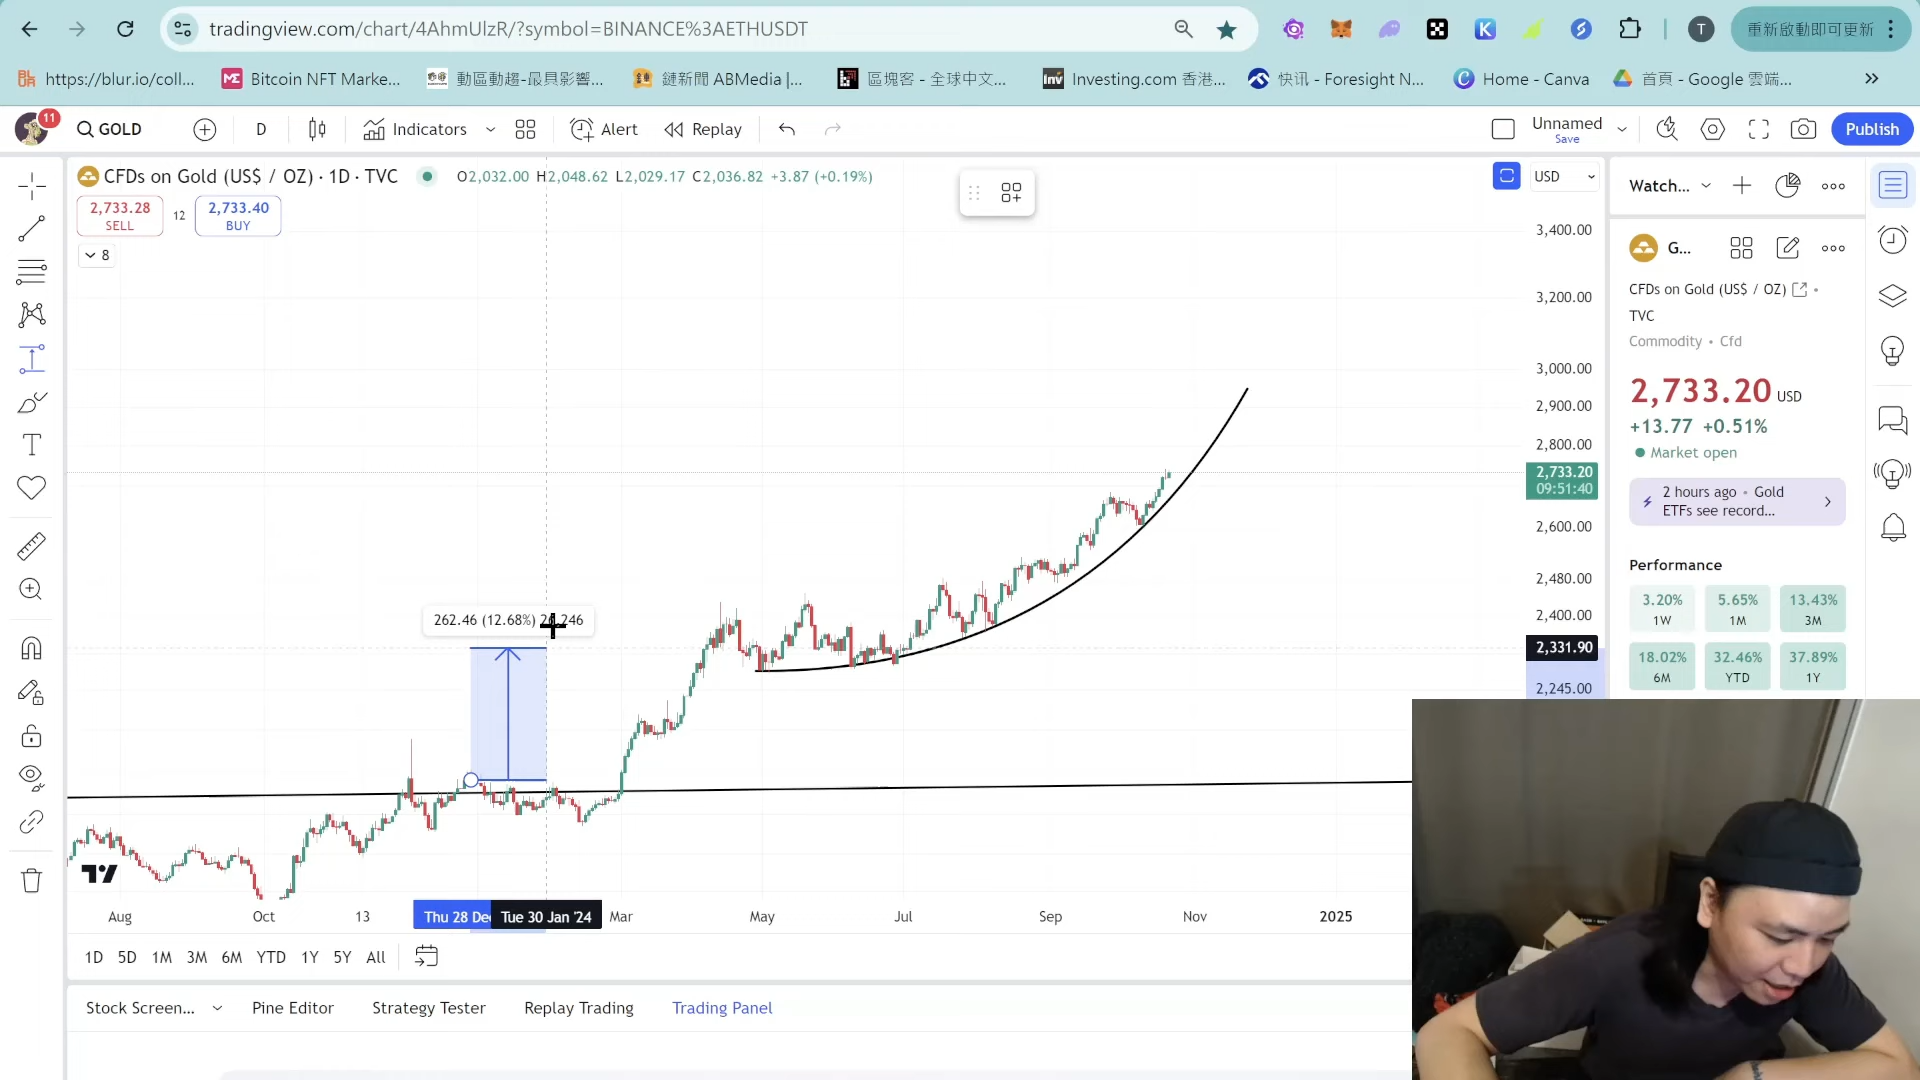 tradingview.com/chart/4AhmUlzR/?symbol=BINANCE%3AETHUSDT
T
重新啟動即可更新
https://blur.io/coll...
Bitcoin NFT Marke...
動區動趨-最具影響...
鏈新聞 ABMedia |...
區塊客 - 全球中文...
Investing.com 香港...
快讯 - Foresight N...
Home - Canva
首頁 - Google 雲端...
11
GOLD
D
Indicators
Alert
Replay
Unnamed
Save
Publish
CFDs on Gold (US$ / OZ) · 1D · TVC
O2,032.00 H2,048.62 L2,029.17 C2,036.82 +3.87 (+0.19%)
USD
2,733.28
SELL
12
2,733.40
BUY
8
3,400.00
3,200.00
3,000.00
2,900.00
2,800.00
2,733.20
09:51:40
2,600.00
2,480.00
2,400.00
2,331.90
2,245.00
262.46 (12.68%)
Aug
Oct
13
Thu 28 Dec
Tue 30 Jan '24
Mar
May
Jul
Sep
Nov
2025
1D 5D 1M 3M 6M YTD 1Y 5Y All
Stock Screen...
Pine Editor
Strategy Tester
Replay Trading
Trading Panel
Watch...
G...
CFDs on Gold (US$ / OZ) •
TVC
Commodity • Cfd
2,733.20 USD
+13.77 +0.51%
Market open
2 hours ago • Gold
ETFs see record...
Performance
3.20%
1W
5.65%
1M
13.43%
3M
18.02%
6M
32.46%
YTD
37.89%
1Y